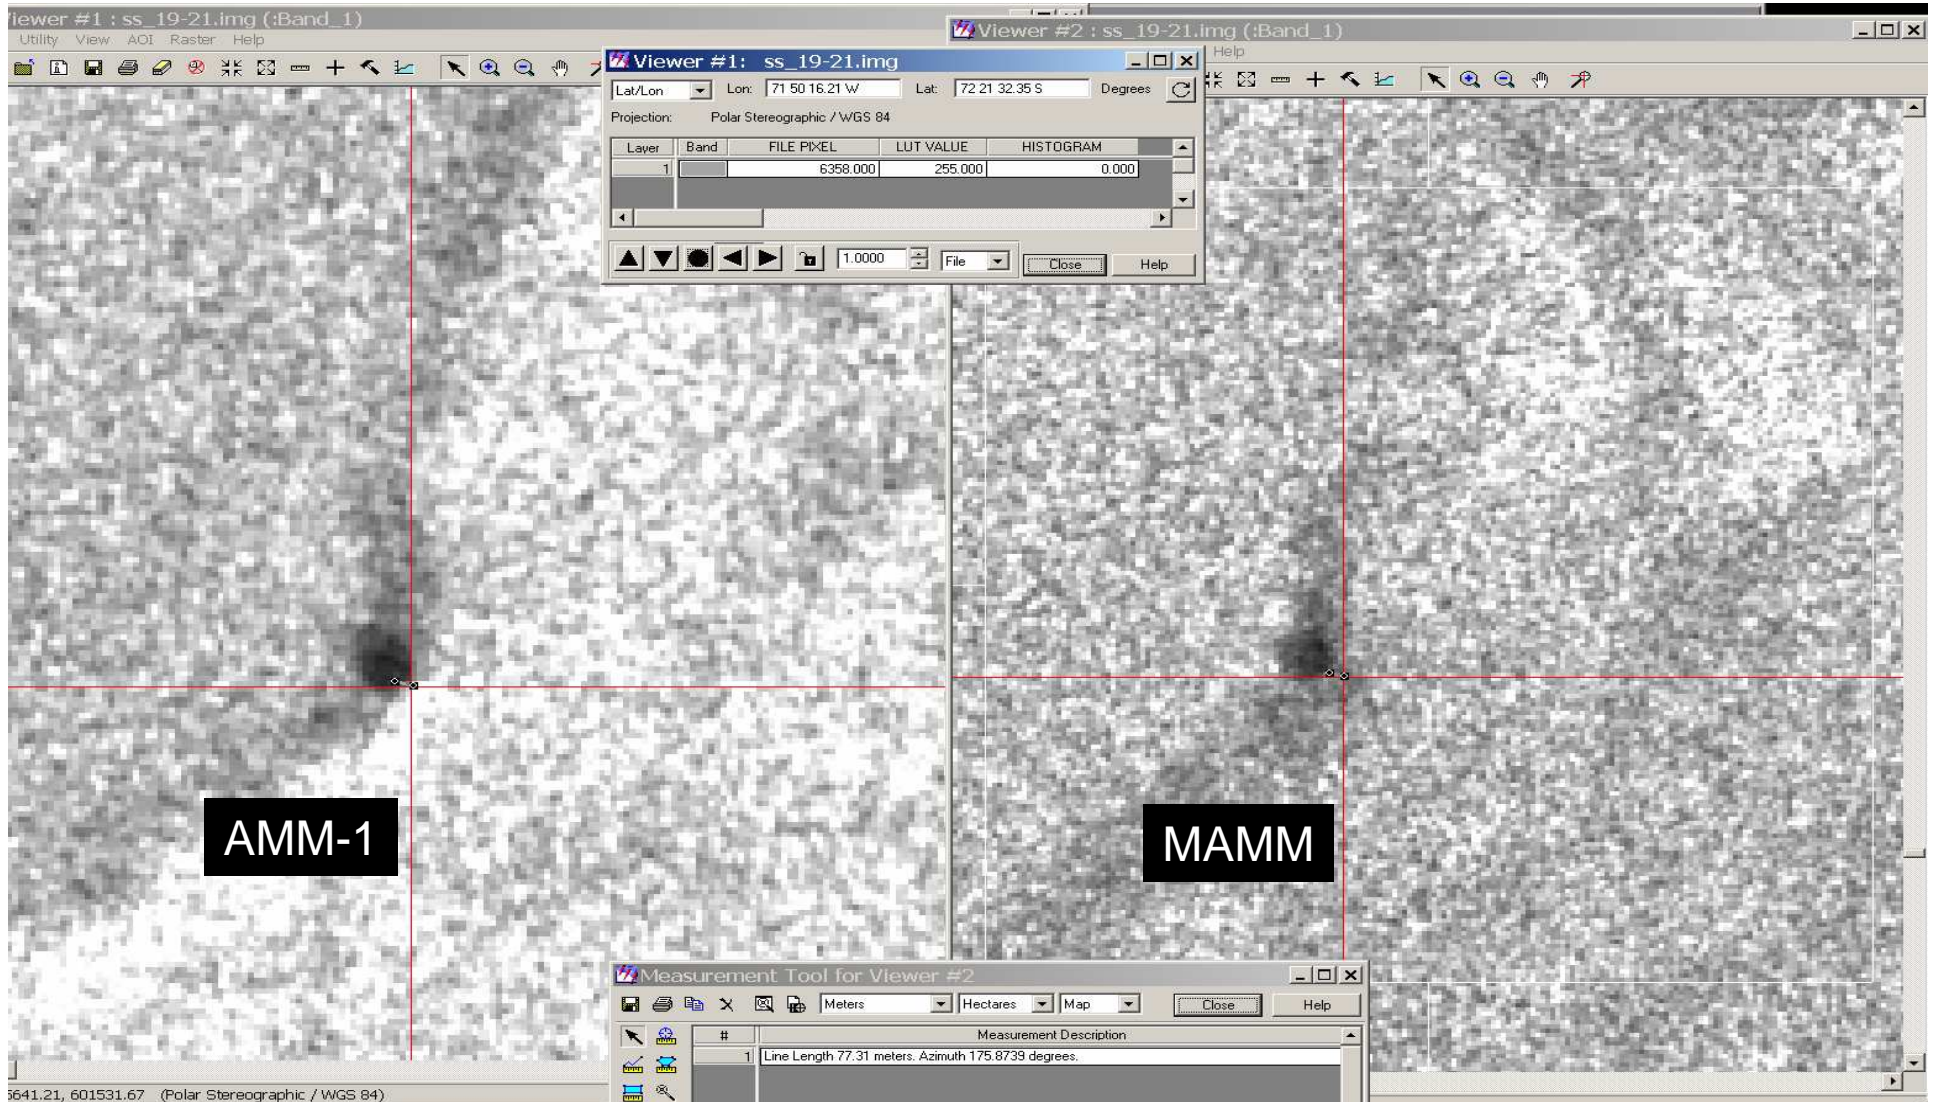 iewer #1 : ss_19-21.img (:Band_1)
Utility View AOI Raster Help
Viewer #2 : ss_19-21.img (:Band_1)
Help
Viewer #1: ss_19-21.img
Lat/Lon Lon: 71 50 16.21 W Lat: 72 21 32.35 S Degrees
Projection: Polar Stereographic / WGS 84
Layer Band FILE PIXEL LUT VALUE HISTOGRAM
1 6358.000 255.000 0.000
1.0000 File Close Help
AMM-1
MAMM
Measurement Tool for Viewer #2
Meters Hectares Map Close Help
# Measurement Description
1 Line Length 77.31 meters. Azimuth 175.8739 degrees.
641.21, 601531.67 (Polar Stereographic / WGS 84)